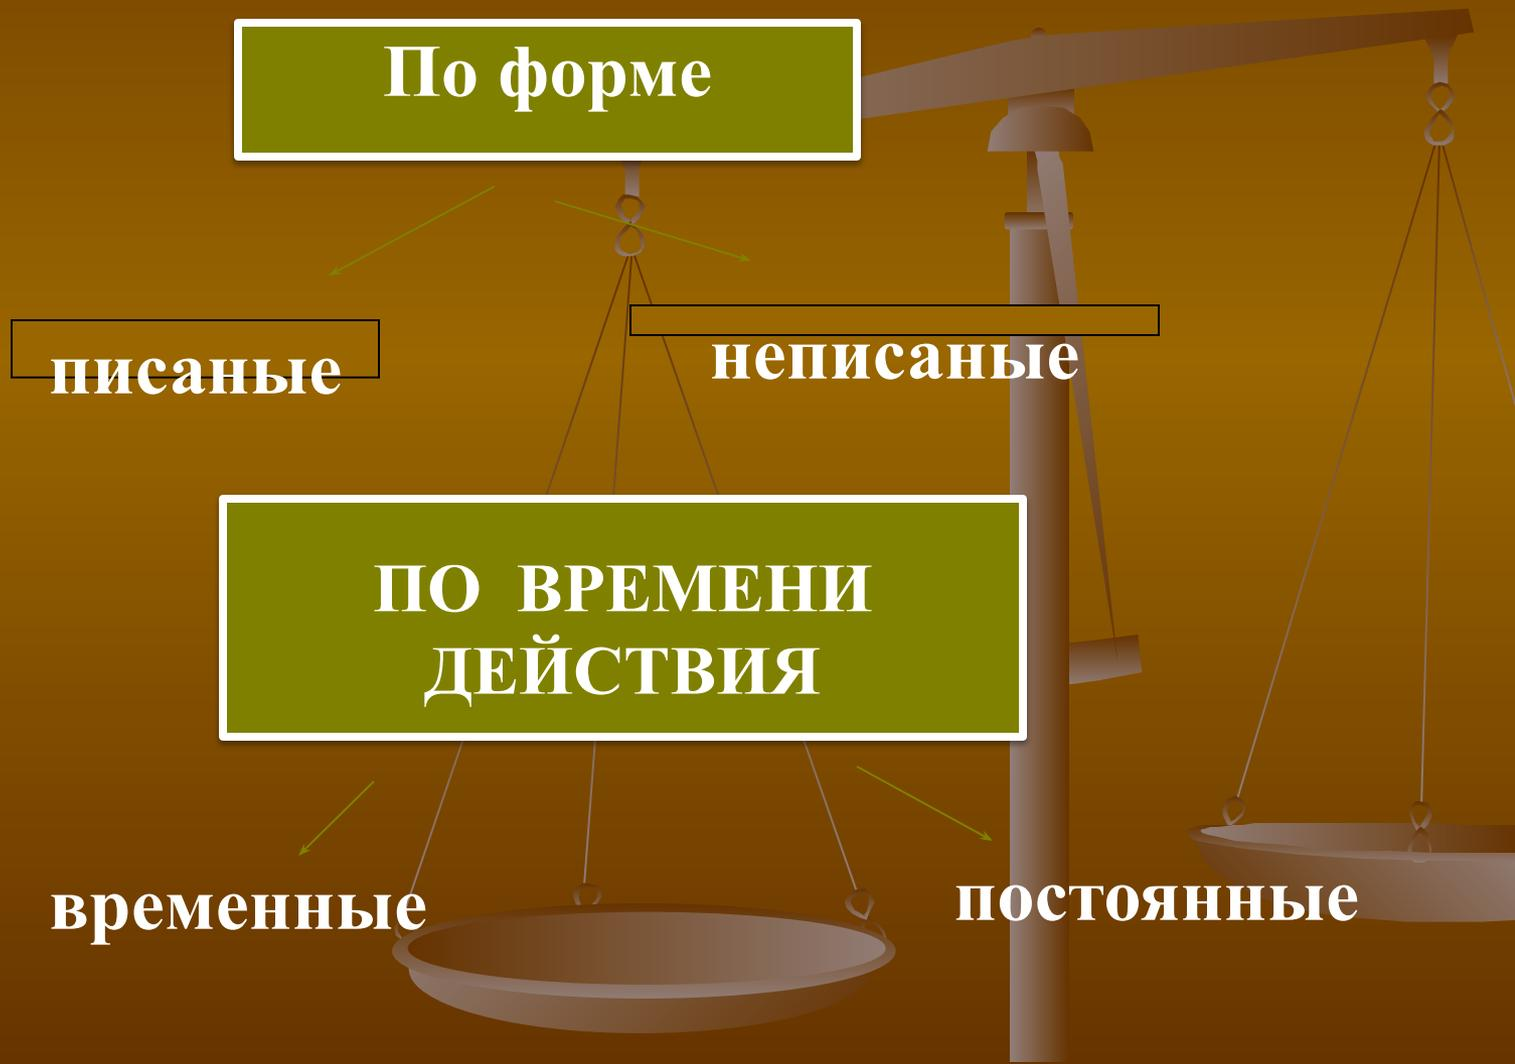 По форме
писаные
неписаные
ПО ВРЕМЕНИ
ДЕЙСТВИЯ
временные
постоянные